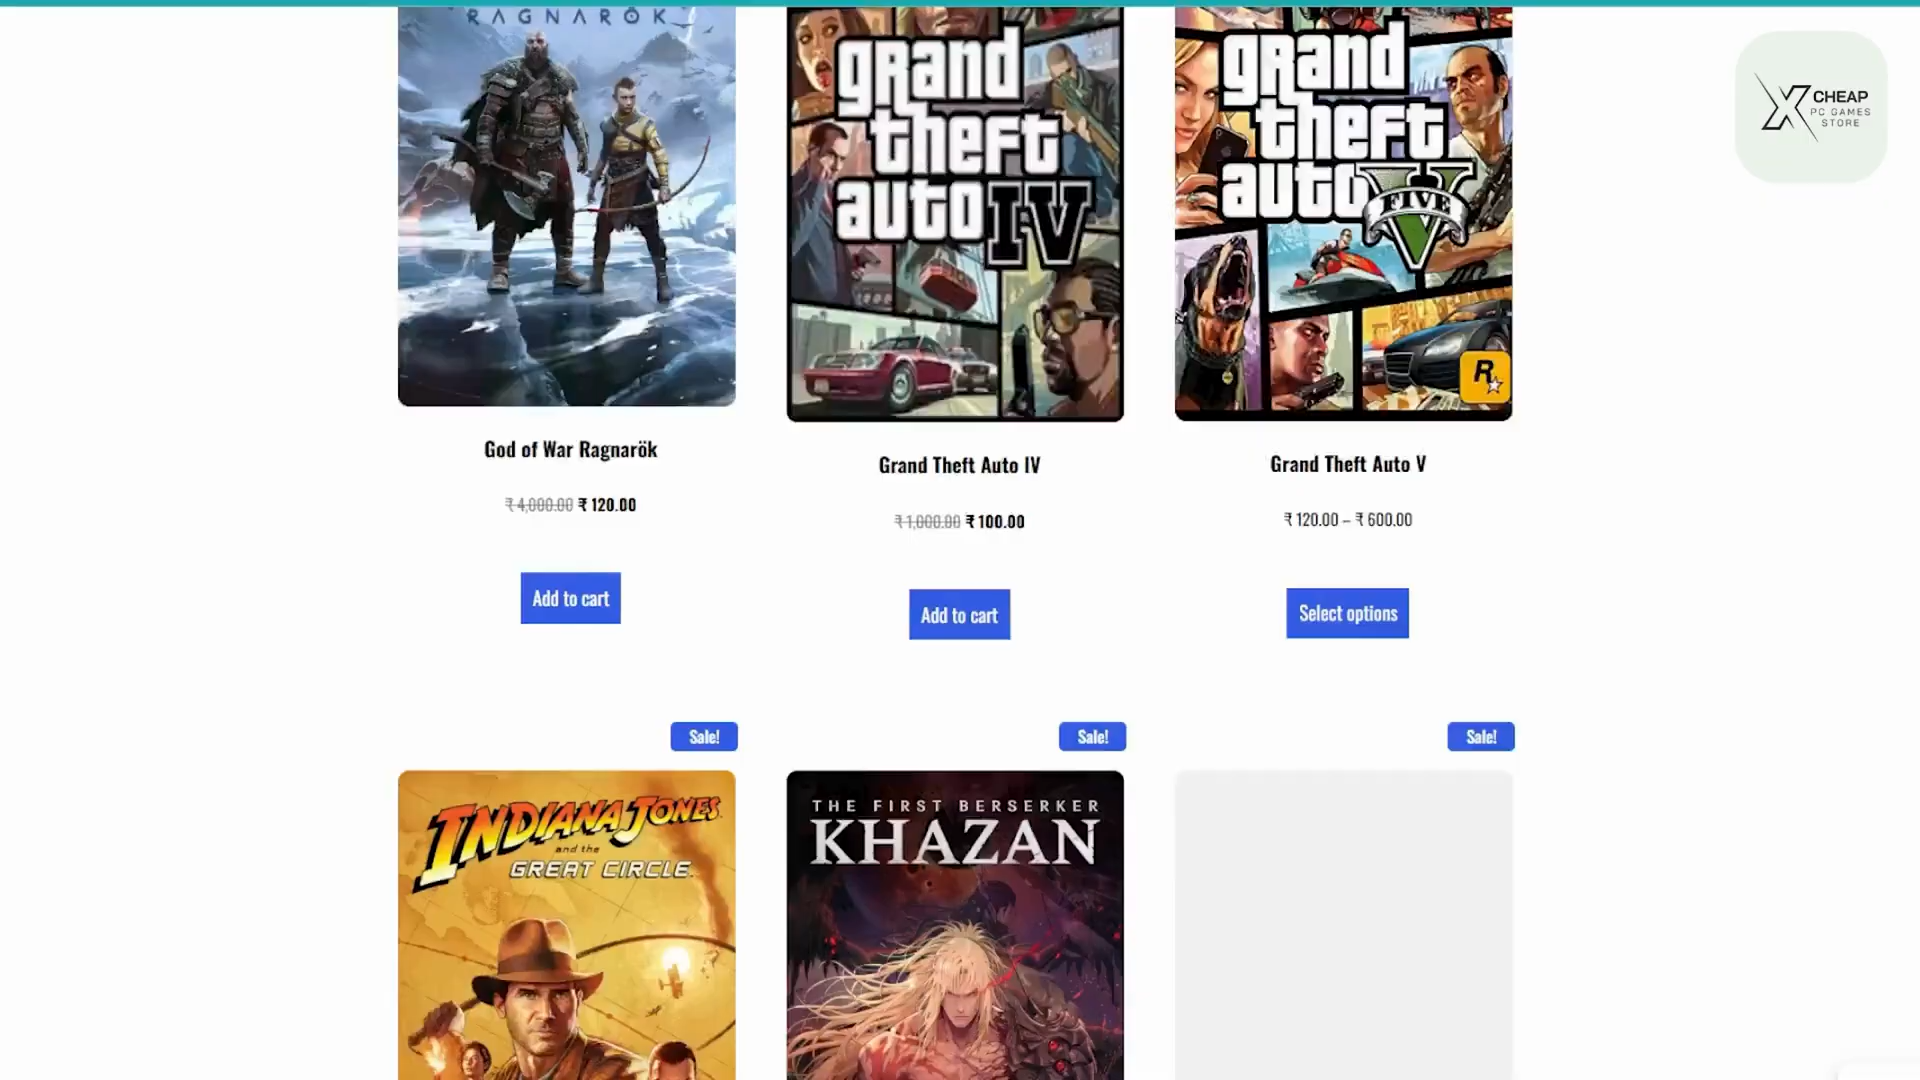 RAGNARÖK
grand
theft
auto IV
grand
theft
auto V
FIVE
R
X CHEAP
PC GAMES
STORE
God of War Ragnarök
Grand Theft Auto IV
Grand Theft Auto V
₹ 4,000.00 ₹ 120.00
₹ 1,000.00 ₹ 100.00
₹ 120.00 – ₹ 600.00
Add to cart
Add to cart
Select options
Sale!
Sale!
Sale!
INDIANA JONES
and the
GREAT CIRCLE
THE FIRST BERSERKER
KHAZAN